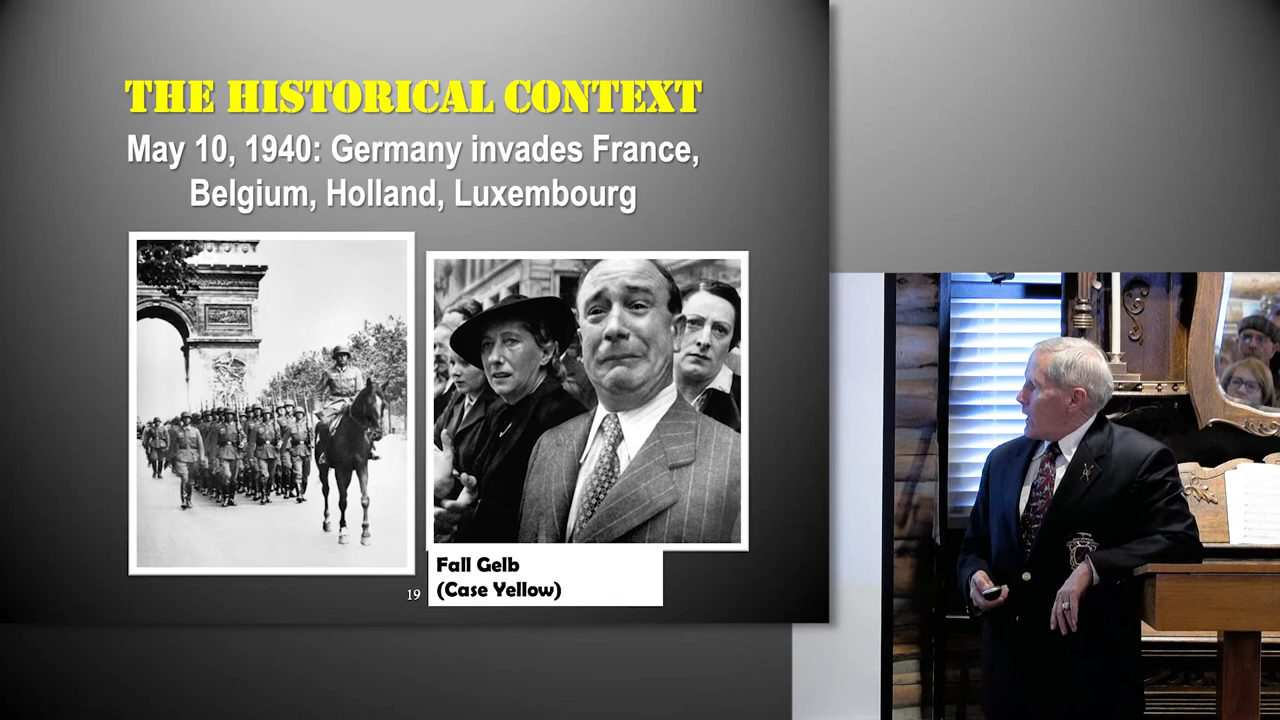 THE HISTORICAL CONTEXT
May 10, 1940: Germany invades France,
Belgium, Holland, Luxembourg
Fall Gelb
(Case Yellow)
19